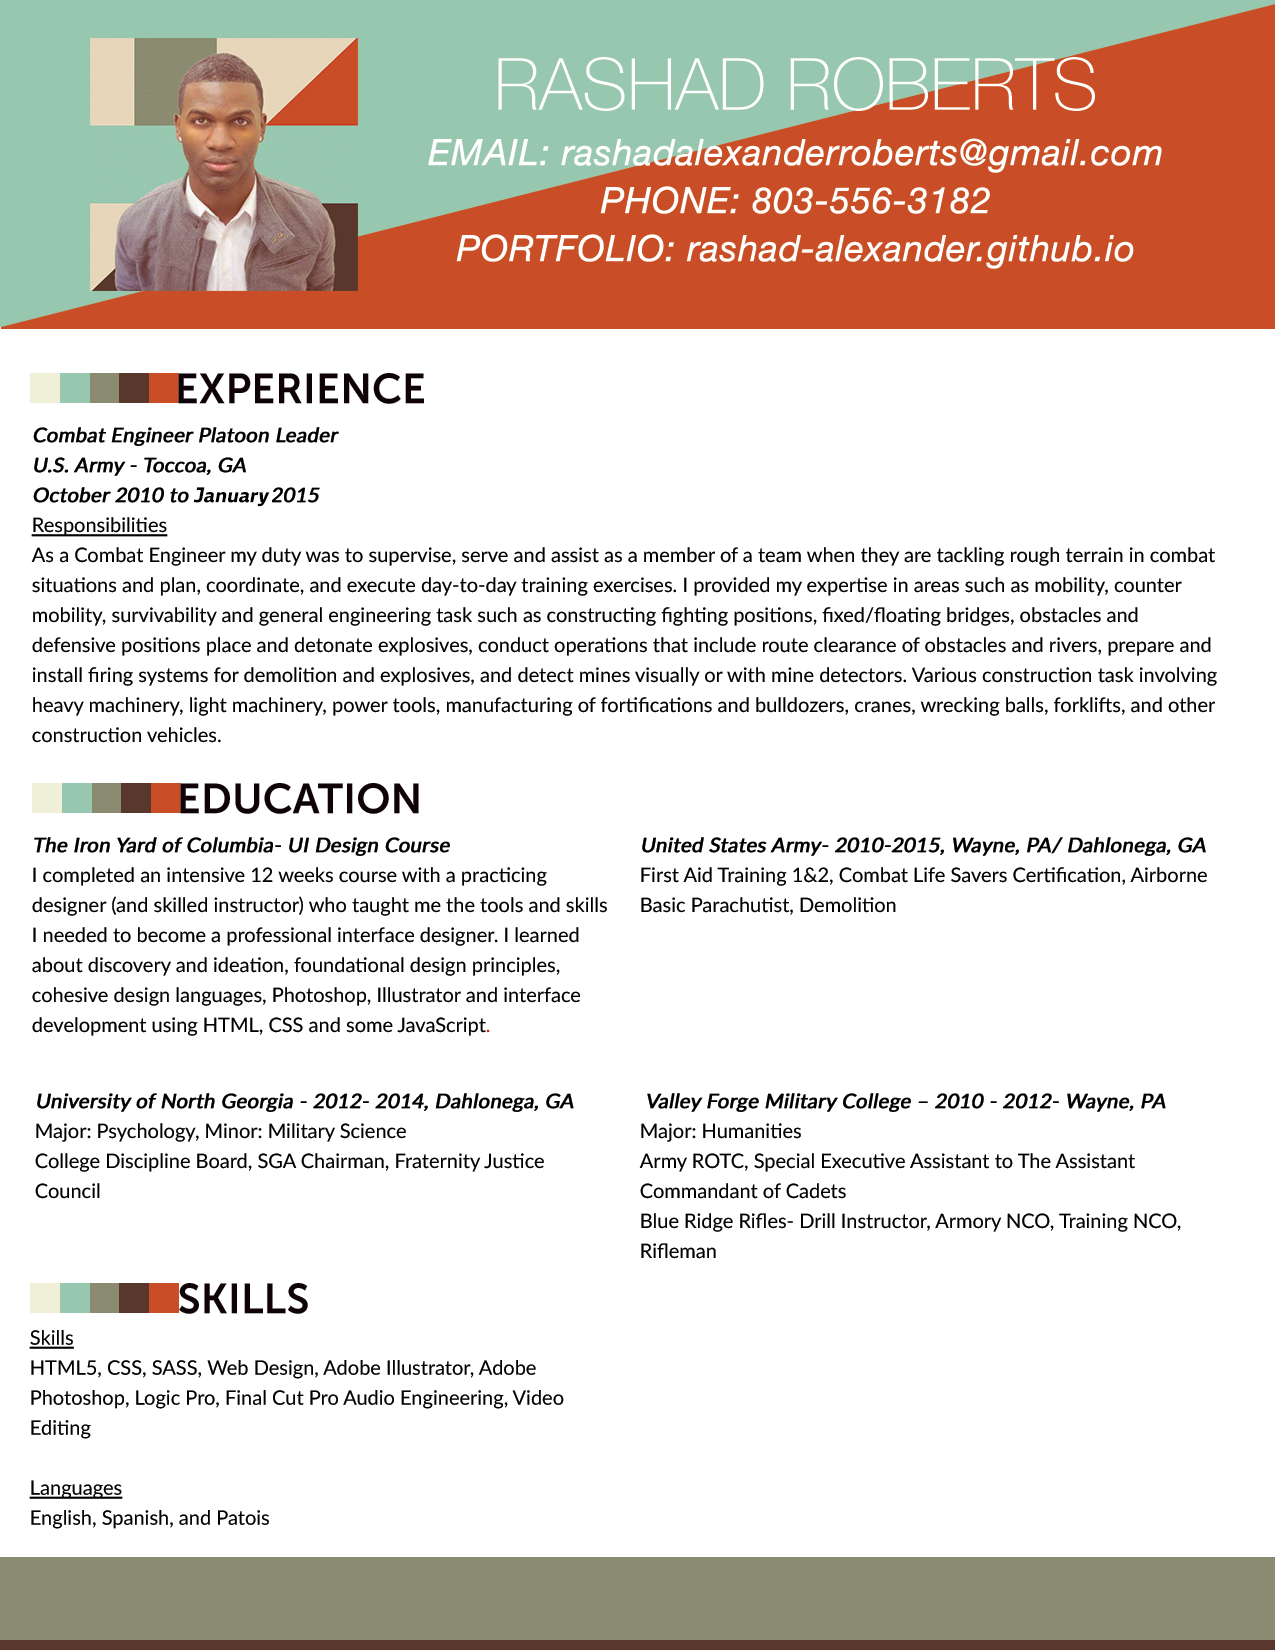 RASHAD ROBERTS
EMAIL: rashadalexanderroberts@gmail.com
PHONE: 803-556-3182
PORTFOLIO: rashad-alexander.github.io
EXPERIENCE
Combat Engineer Platoon Leader
U.S. Army - Toccoa, GA
October 2010 to January 2015
Responsibilities
As a Combat Engineer my duty was to supervise, serve and assist as a member of a team when they are tackling rough terrain in combat
situations and plan, coordinate, and execute day-to-day training exercises. I provided my expertise in areas such as mobility, counter
mobility, survivability and general engineering task such as constructing fighting positions, fixed/floating bridges, obstacles and
defensive positions place and detonate explosives, conduct operations that include route clearance of obstacles and rivers, prepare and
install firing systems for demolition and explosives, and detect mines visually or with mine detectors. Various construction task involving
heavy machinery, light machinery, power tools, manufacturing of fortifications and bulldozers, cranes, wrecking balls, forklifts, and other
construction vehicles.
EDUCATION
The Iron Yard of Columbia- UI Design Course
I completed an intensive 12 weeks course with a practicing
designer (and skilled instructor) who taught me the tools and skills
I needed to become a professional interface designer. I learned
about discovery and ideation, foundational design principles,
cohesive design languages, Photoshop, Illustrator and interface
development using HTML, CSS and some JavaScript.
United States Army- 2010-2015, Wayne, PA/ Dahlonega, GA
First Aid Training 1&2, Combat Life Savers Certification, Airborne
Basic Parachutist, Demolition
University of North Georgia - 2012- 2014, Dahlonega, GA
Major: Psychology, Minor: Military Science
College Discipline Board, SGA Chairman, Fraternity Justice
Council
Valley Forge Military College – 2010 - 2012- Wayne, PA
Major: Humanities
Army ROTC, Special Executive Assistant to The Assistant
Commandant of Cadets
Blue Ridge Rifles- Drill Instructor, Armory NCO, Training NCO,
Rifleman
SKILLS
Skills
HTML5, CSS, SASS, Web Design, Adobe Illustrator, Adobe
Photoshop, Logic Pro, Final Cut Pro Audio Engineering, Video
Editing
Languages
English, Spanish, and Patois